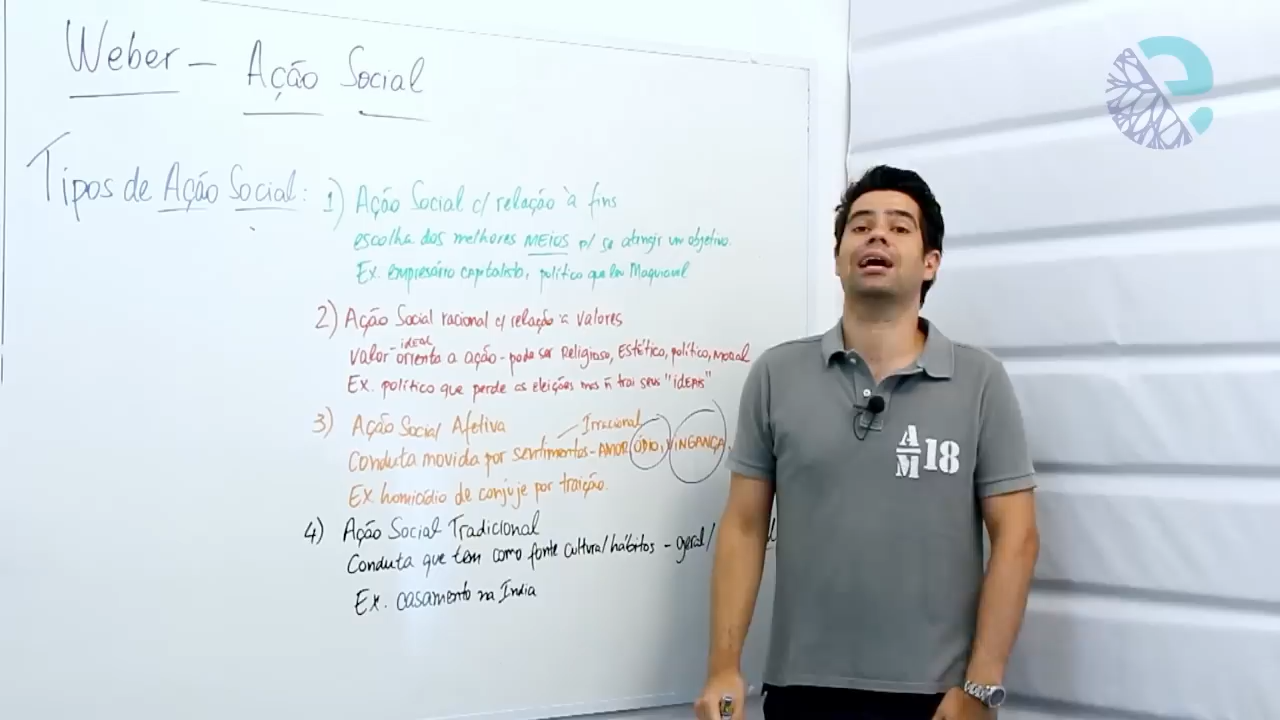 Weber - Ação Social
Tipos de Ação Social:
1) Ação Social c/ relação à fins
escolha dos melhores MEIOS p/ se atingir um objetivo.
Ex. empresário capitalista, político que leu Maquiavel
2) Ação Social racional c/ relação a valores
ideal
valor - orienta a ação - pode ser Religioso, Estético, político, moral
Ex. político que perde as eleições mas ñ trai seus "ideais"
3) Ação Social Afetiva
Irracional
Conduta movida por sentimentos - AMOR, ÓDIO, VINGANÇA,
Ex homicídio de conjuje por traição.
4) Ação Social Tradicional
Conduta que tem como fonte cultural/hábitos - geral/
Ex. casamento na Índia
A
M
18